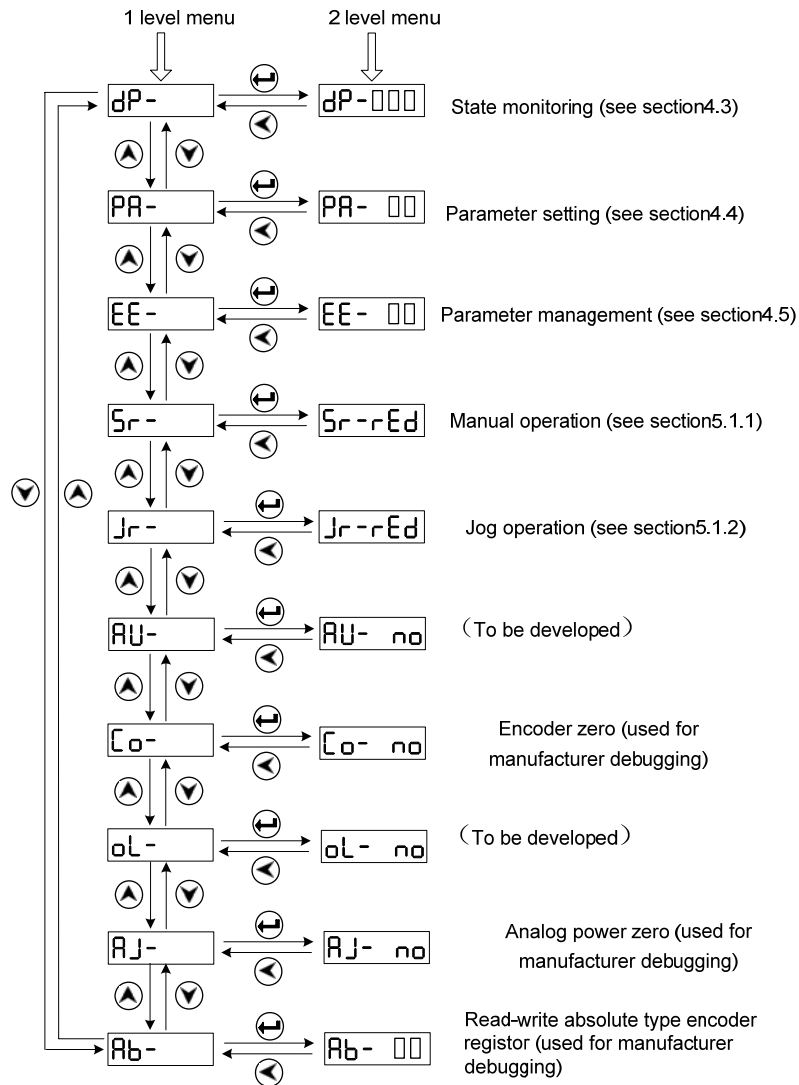 1 level menu 2 level menu
dP- dP-
State monitoring (see section4.3)
PA- PA-
Parameter setting (see section4.4)
EE- EE-
Parameter management (see section4.5)
Sr- Sr-rEd
Manual operation (see section5.1.1)
Jr- Jr-rEd
Jog operation (see section5.1.2)
AU- AU- no
（To be developed）
Co- Co- no
Encoder zero (used for
manufacturer debugging)
oL- oL- no
（To be developed）
AJ- AJ- no
Analog power zero (used for
manufacturer debugging)
Ab- Ab-
Read-write absolute type encoder
registor (used for manufacturer
debugging)